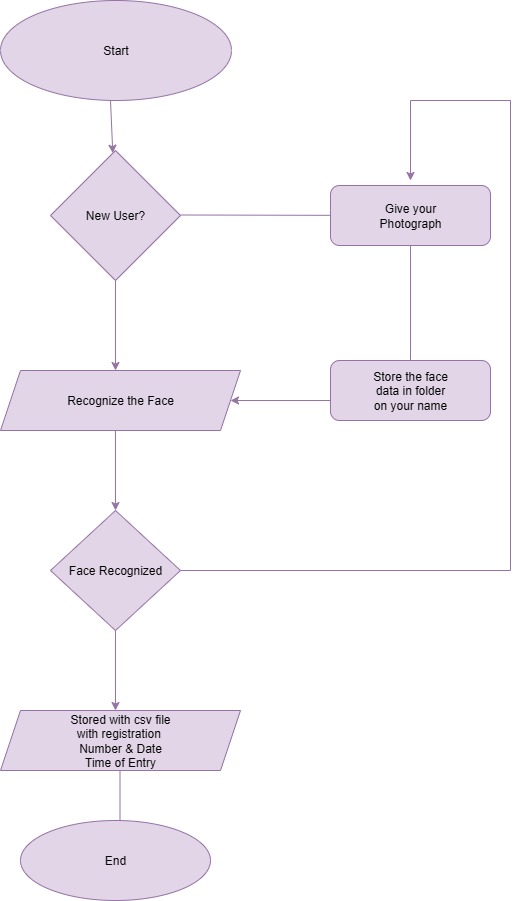 Start
New User?
Give your
Photograph
Recognize the Face
Store the face
data in folder
on your name
Face Recognized
Stored with csv file
with registration
Number & Date
Time of Entry
End